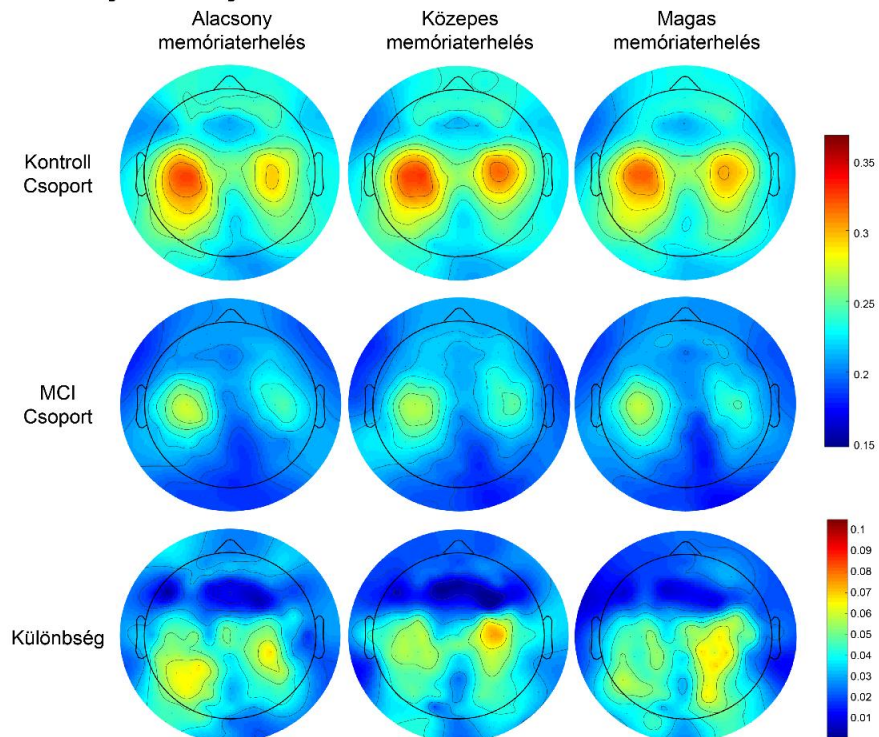 Alacsony
memóriaterhelés
Közepes
memóriaterhelés
Magas
memóriaterhelés
Kontroll
Csoport
0.35
0.3
0.25
0.2
0.15
MCI
Csoport
Különbség
0.1
0.09
0.08
0.07
0.06
0.05
0.04
0.03
0.02
0.01